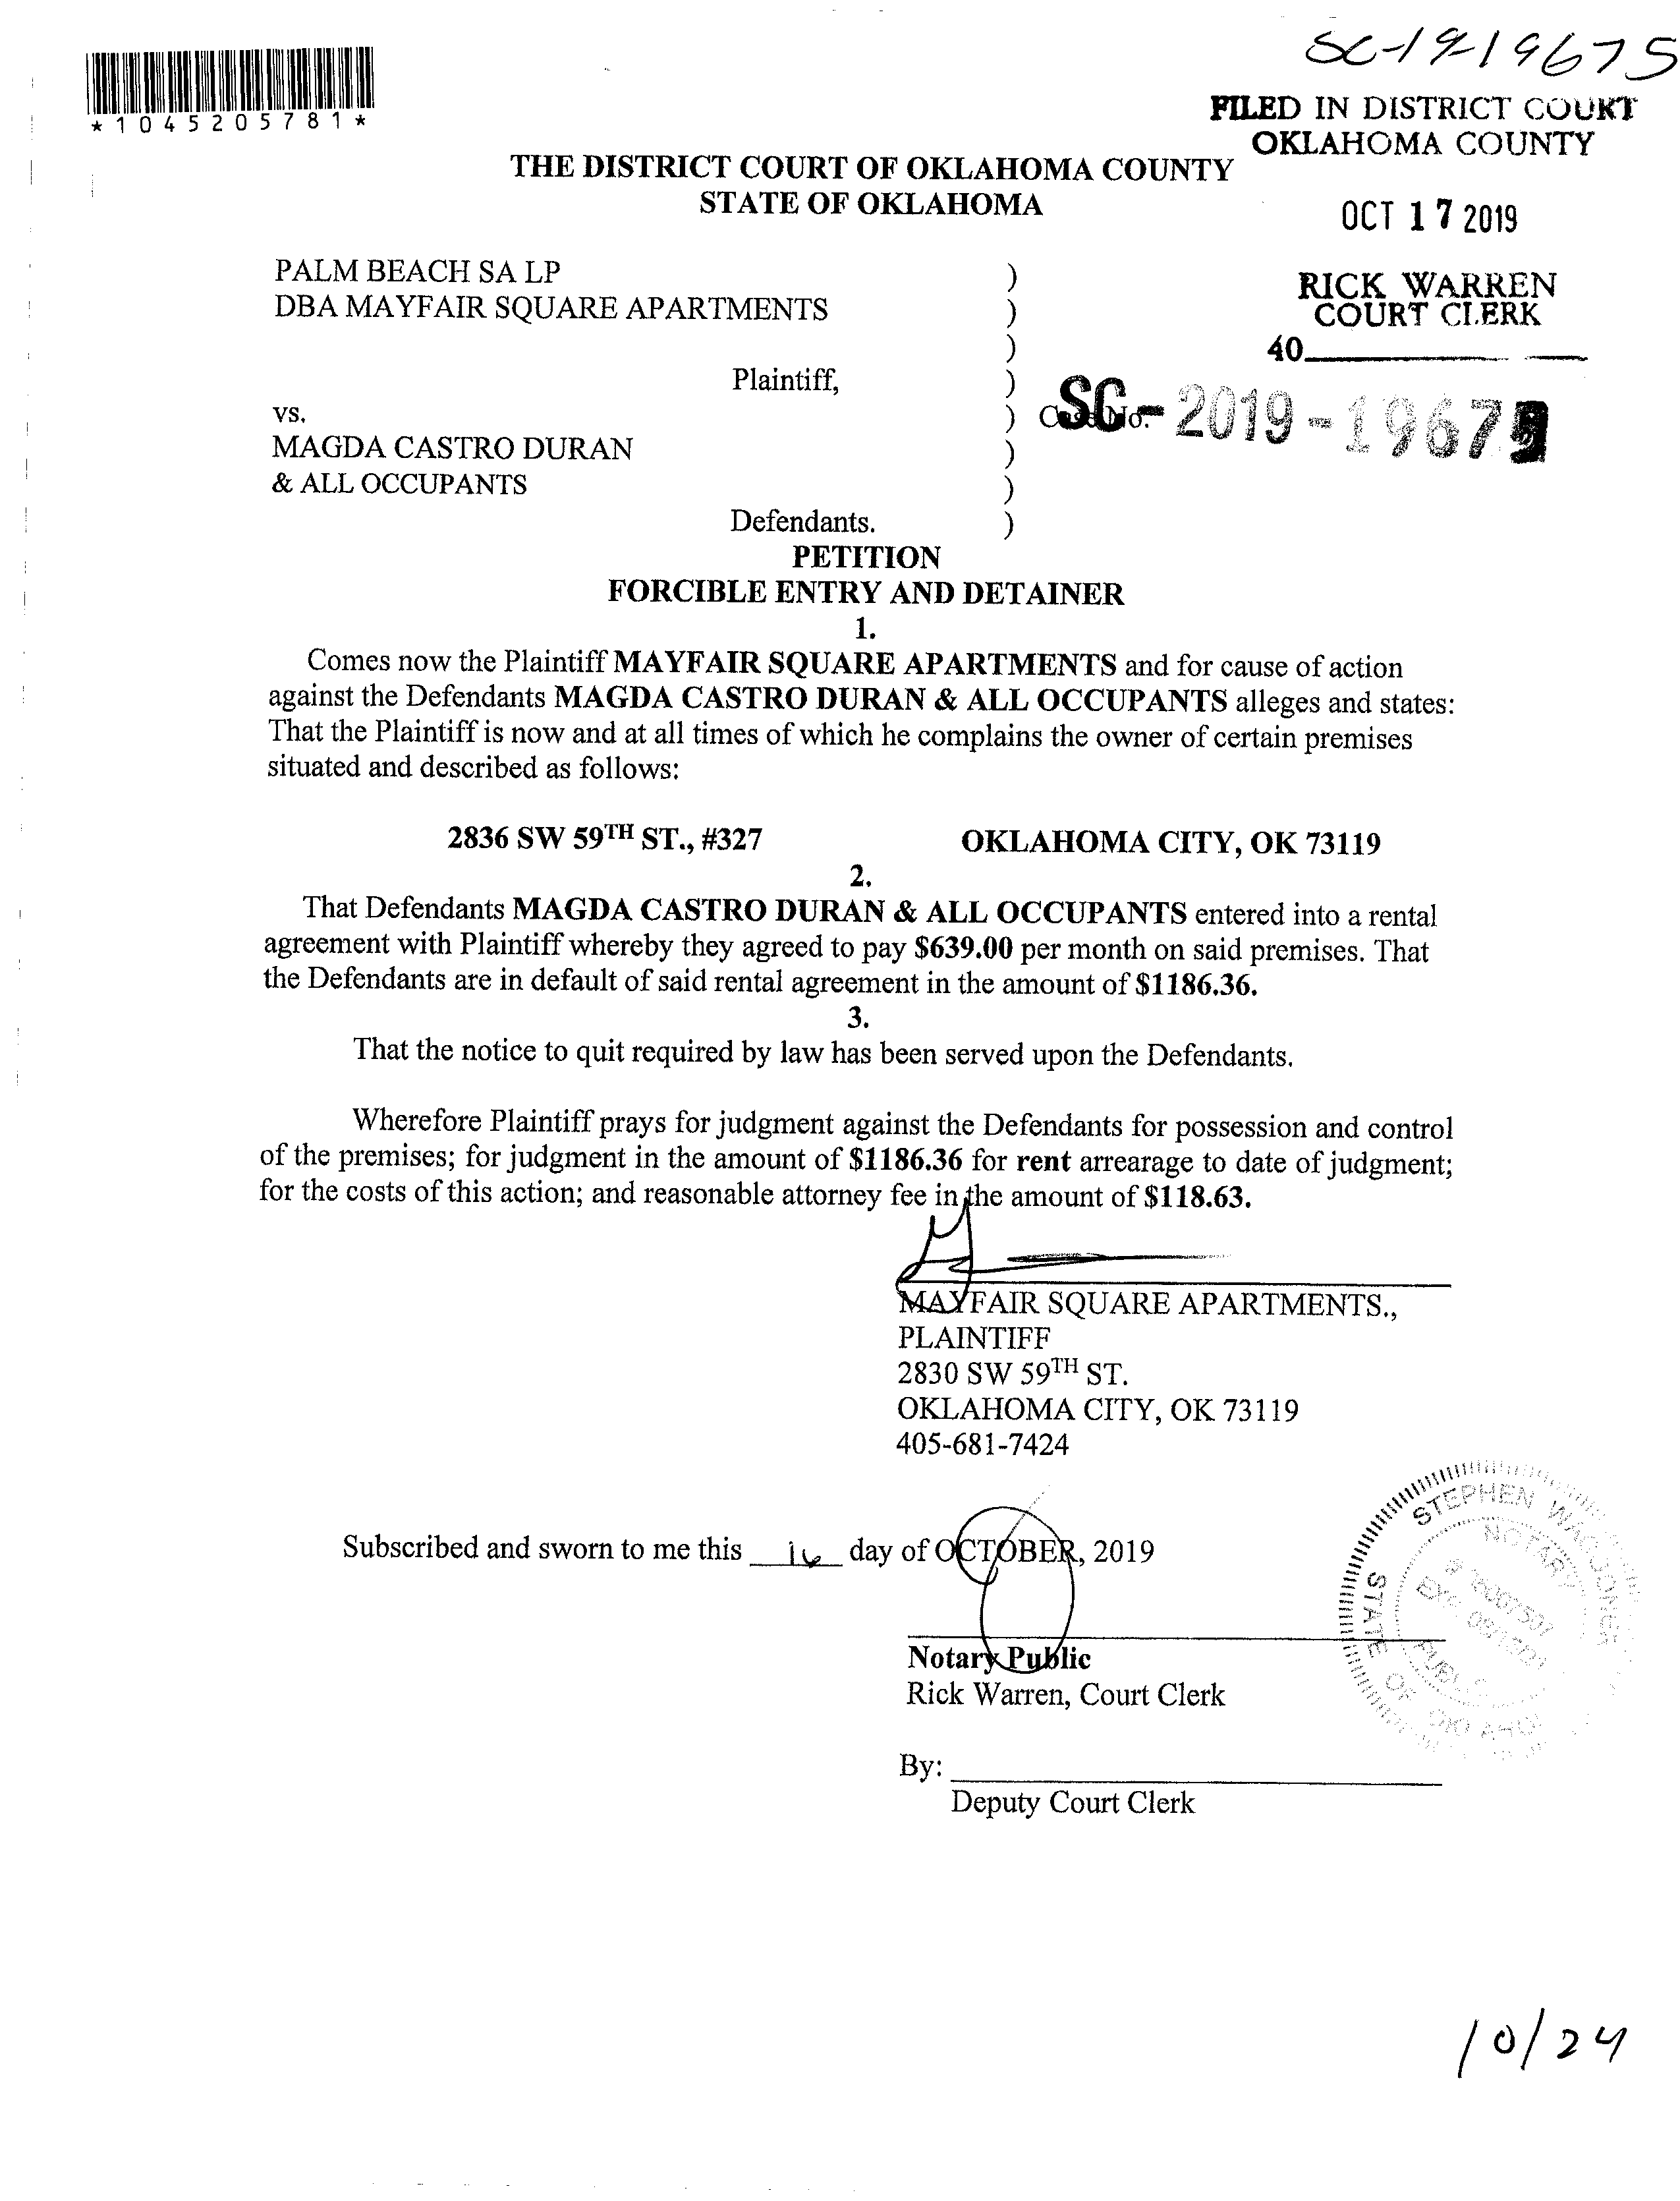 SC-19-19675
*1045205781*
FILED IN DISTRICT COURT
OKLAHOMA COUNTY
THE DISTRICT COURT OF OKLAHOMA COUNTY
STATE OF OKLAHOMA
OCT 17 2019
PALM BEACH SA LP
DBA MAYFAIR SQUARE APARTMENTS
RICK WARREN
COURT CLERK
40
Plaintiff,
Case No. SC-2019-19675
vs.
MAGDA CASTRO DURAN
& ALL OCCUPANTS
Defendants.
)
)
)
)
)
)
)
)
PETITION
FORCIBLE ENTRY AND DETAINER
1.
Comes now the Plaintiff MAYFAIR SQUARE APARTMENTS and for cause of action
against the Defendants MAGDA CASTRO DURAN & ALL OCCUPANTS alleges and states:
That the Plaintiff is now and at all times of which he complains the owner of certain premises
situated and described as follows:
2836 SW 59TH ST., #327 OKLAHOMA CITY, OK 73119
2.
That Defendants MAGDA CASTRO DURAN & ALL OCCUPANTS entered into a rental
agreement with Plaintiff whereby they agreed to pay $639.00 per month on said premises. That
the Defendants are in default of said rental agreement in the amount of $1186.36.
3.
That the notice to quit required by law has been served upon the Defendants.
Wherefore Plaintiff prays for judgment against the Defendants for possession and control
of the premises; for judgment in the amount of $1186.36 for rent arrearage to date of judgment;
for the costs of this action; and reasonable attorney fee in the amount of $118.63.
MAYFAIR SQUARE APARTMENTS.,
PLAINTIFF
2830 SW 59TH ST.
OKLAHOMA CITY, OK 73119
405-681-7424
Subscribed and sworn to me this 16 day of OCTOBER, 2019
STEPHEN
NOTARY
PUBLIC
STATE OF
Notary Public
Rick Warren, Court Clerk
By:
Deputy Court Clerk
10/24